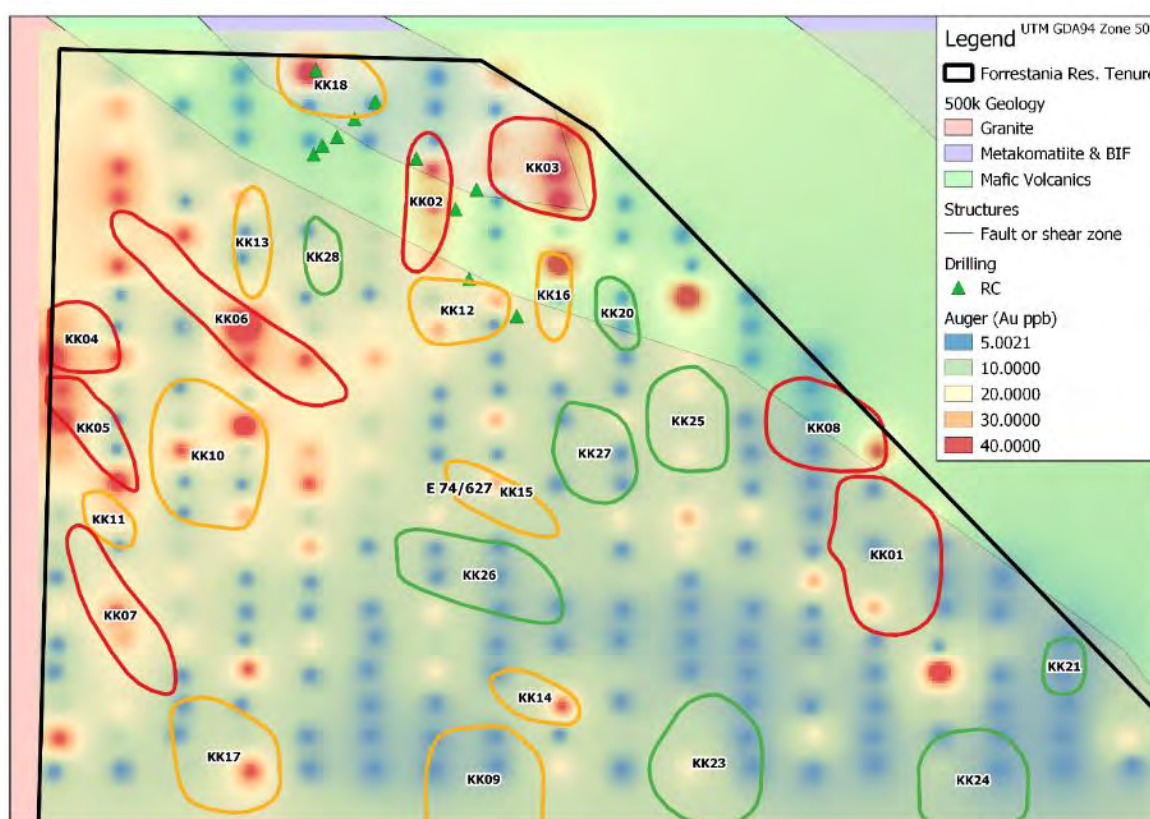 UTM GDA94 Zone 50
Legend
Forrestania Res. Tenure
500k Geology
Granite
Metakomatiite & BIF
Mafic Volcanics
Structures
Fault or shear zone
Drilling
RC
Auger (Au ppb)
5.0021
10.0000
20.0000
30.0000
40.0000
KK18
KK03
KK02
KK13
KK28
KK16
KK12
KK20
KK06
KK04
KK25
KK08
KK05
KK10
KK27
E 74/627
KK15
KK11
KK01
KK26
KK07
KK21
KK14
KK17
KK23
KK09
KK24